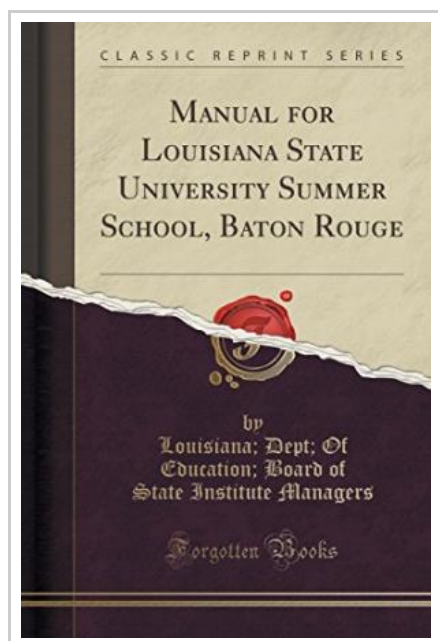 CLASSIC REPRINT SERIES
MANUAL FOR
LOUISIANA STATE
UNIVERSITY SUMMER
SCHOOL, BATON ROUGE
by
Louisiana; Dept; Of
Education; Board of
State Institute Managers
Forgotten Books